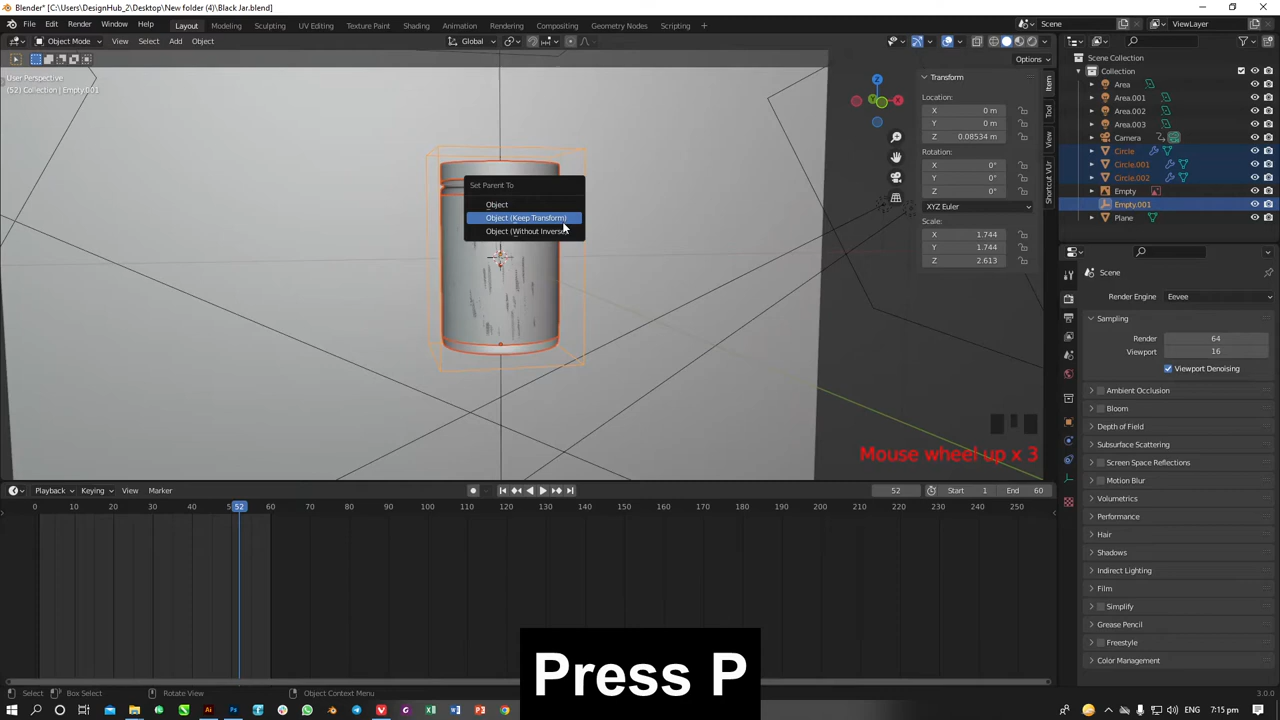 Blender* [C:\Users\DesignHub_2\Desktop\New folder (4)\Black Jar.blend]
File Edit Render Window Help
Layout Modeling Sculpting UV Editing Texture Paint Shading Animation Rendering Compositing Geometry Nodes Scripting
Scene ViewLayer
Object Mode View Select Add Object Global
Options
User Perspective
(52) Collection | Empty.001
X
Y
Z
Transform
Location:
X 0 m
Y 0 m
Z 0.08534 m
Rotation:
X 0°
Y 0°
Z 0°
XYZ Euler
Scale:
X 1.744
Y 1.744
Z 2.613
Item
Tool
View
Shortcut VUr
Set Parent To
Object
Object (Keep Transform)
Object (Without Inverse)
Mouse wheel up x 3
Scene Collection
Collection
Area
Area.001
Area.002
Area.003
Camera
Circle
Circle.001
Circle.002
Empty
Empty.001
Plane
Scene
Render Engine Eevee
Sampling
Render 64
Viewport 16
Viewport Denoising
Ambient Occlusion
Bloom
Depth of Field
Subsurface Scattering
Screen Space Reflections
Motion Blur
Volumetrics
Performance
Hair
Shadows
Indirect Lighting
Film
Simplify
Grease Pencil
Freestyle
Color Management
Playback Keying View Marker
52 Start 1 End 60
0 10 20 30 40 52 60 70 80 90 100 110 120 130 140 150 160 170 180 190 200 210 220 230 240 250
Press P
Select Box Select Rotate View Object Context Menu
3.0.0
7:15 pm